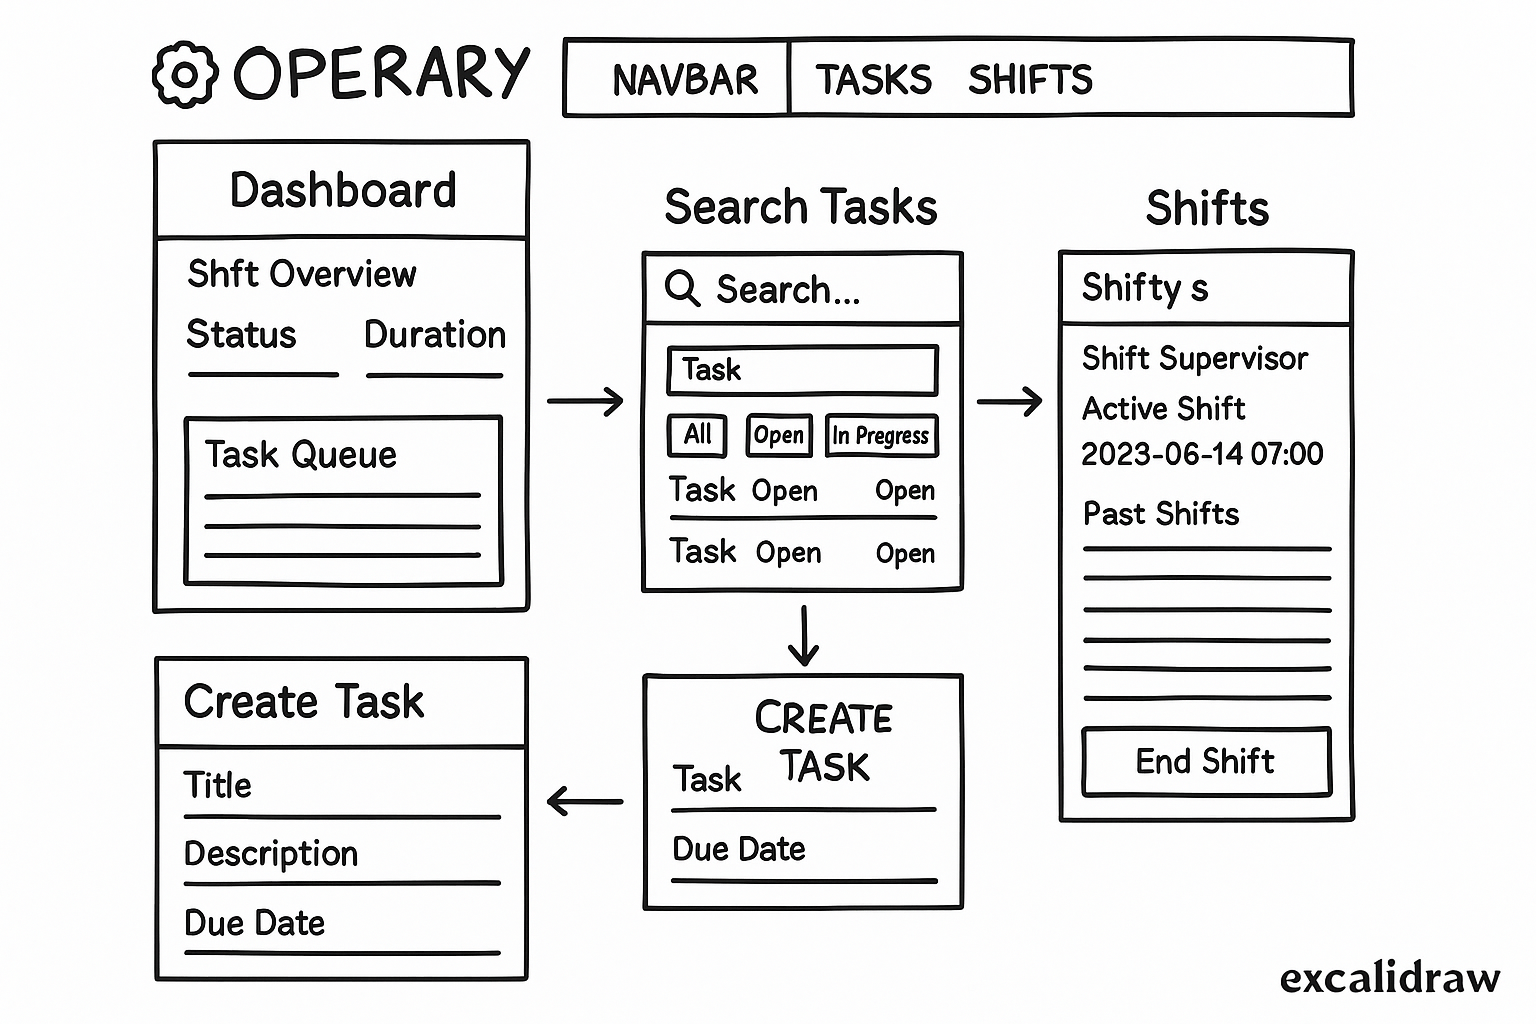 OPERARY
NAVBAR TASKS SHIFTS
Dashboard
Shft Overview
Status Duration
Task Queue
Search Tasks
Search...
Task
All Open In Pregress
Task Open Open
Task Open Open
Shifts
Shifty s
Shift Supervisor
Active Shift
2023-06-14 07:00
Past Shifts
End Shift
Create Task
Title
Description
Due Date
CREATE
TASK
Task
Due Date
excalidraw